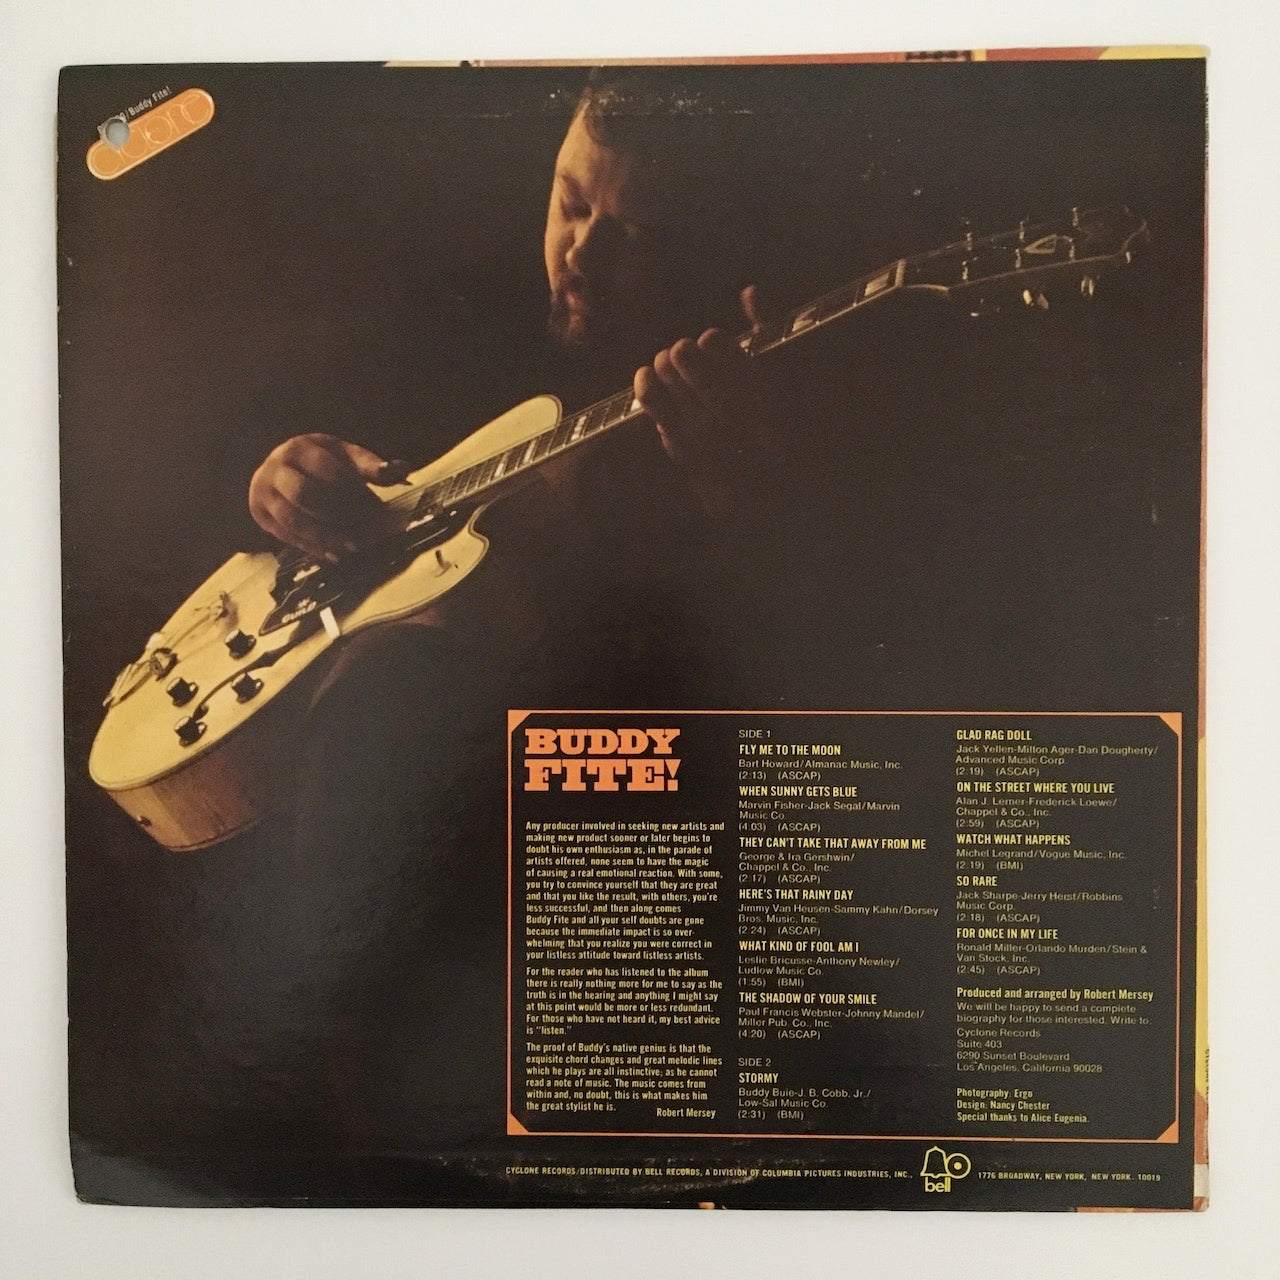 Buddy Fite!
GUILD
BUDDY
FITE!
Any producer involved in seeking new artists and
making new product sooner or later begins to
doubt his own enthusiasm as, in the parade of
artists offered, none seem to have the magic
of causing a real emotional reaction. With some,
you try to convince yourself that they are great
and that you like the result, with others, you're
less successful, and then along comes
Buddy Fite and all your self doubts are gone
because the immediate impact is so over-
whelming that you realize you were correct in
your listless attitude toward listless artists.
For the reader who has listened to the album
there is really nothing more for me to say as the
truth is in the hearing and anything I might say
at this point would be more or less redundant.
For those who have not heard it, my best advice
is "listen."
The proof of Buddy's native genius is that the
exquisite chord changes and great melodic lines
which he plays are all instinctive; as he cannot
read a note of music. The music comes from
within and, no doubt, this is what makes him
the great stylist he is.
Robert Mersey
SIDE 1
FLY ME TO THE MOON
Bart Howard/Almanac Music, Inc.
(2:13) (ASCAP)
WHEN SUNNY GETS BLUE
Marvin Fisher-Jack Segal/Marvin
Music Co.
(4:03) (ASCAP)
THEY CAN'T TAKE THAT AWAY FROM ME
George & Ira Gershwin/
Chappel & Co., Inc.
(2:17) (ASCAP)
HERE'S THAT RAINY DAY
Jimmy Van Heusen-Sammy Kahn/Dorsey
Bros. Music, Inc.
(2:24) (ASCAP)
WHAT KIND OF FOOL AM I
Leslie Bricusse-Anthony Newley/
Ludlow Music Co.
(1:55) (BMI)
THE SHADOW OF YOUR SMILE
Paul Francis Webster-Johnny Mandel/
Miller Pub. Co., Inc.
(4:20) (ASCAP)
SIDE 2
STORMY
Buddy Buie-J. B. Cobb, Jr./
Low-Sal Music Co.
(2:31) (BMI)
GLAD RAG DOLL
Jack Yellen-Milton Ager-Dan Dougherty/
Advanced Music Corp.
(2:19) (ASCAP)
ON THE STREET WHERE YOU LIVE
Alan J. Lerner-Frederick Loewe/
Chappel & Co., Inc.
(2:59) (ASCAP)
WATCH WHAT HAPPENS
Michel Legrand/Vogue Music, Inc.
(2:19) (BMI)
SO RARE
Jack Sharpe-Jerry Herst/Robbins
Music Corp.
(2:18) (ASCAP)
FOR ONCE IN MY LIFE
Ronald Miller-Orlando Murden/Stein &
Van Stock, Inc.
(2:45) (ASCAP)
Produced and arranged by Robert Mersey
We will be happy to send a complete
biography for those interested. Write to:
Cyclone Records
Suite 403
6290 Sunset Boulevard
Los Angeles, California 90028
Photography: Ergo
Design: Nancy Chester
Special thanks to Alice Eugenia.
CYCLONE RECORDS/DISTRIBUTED BY BELL RECORDS, A DIVISION OF COLUMBIA PICTURES INDUSTRIES, INC.,
bell
1776 BROADWAY, NEW YORK, NEW YORK. 10019